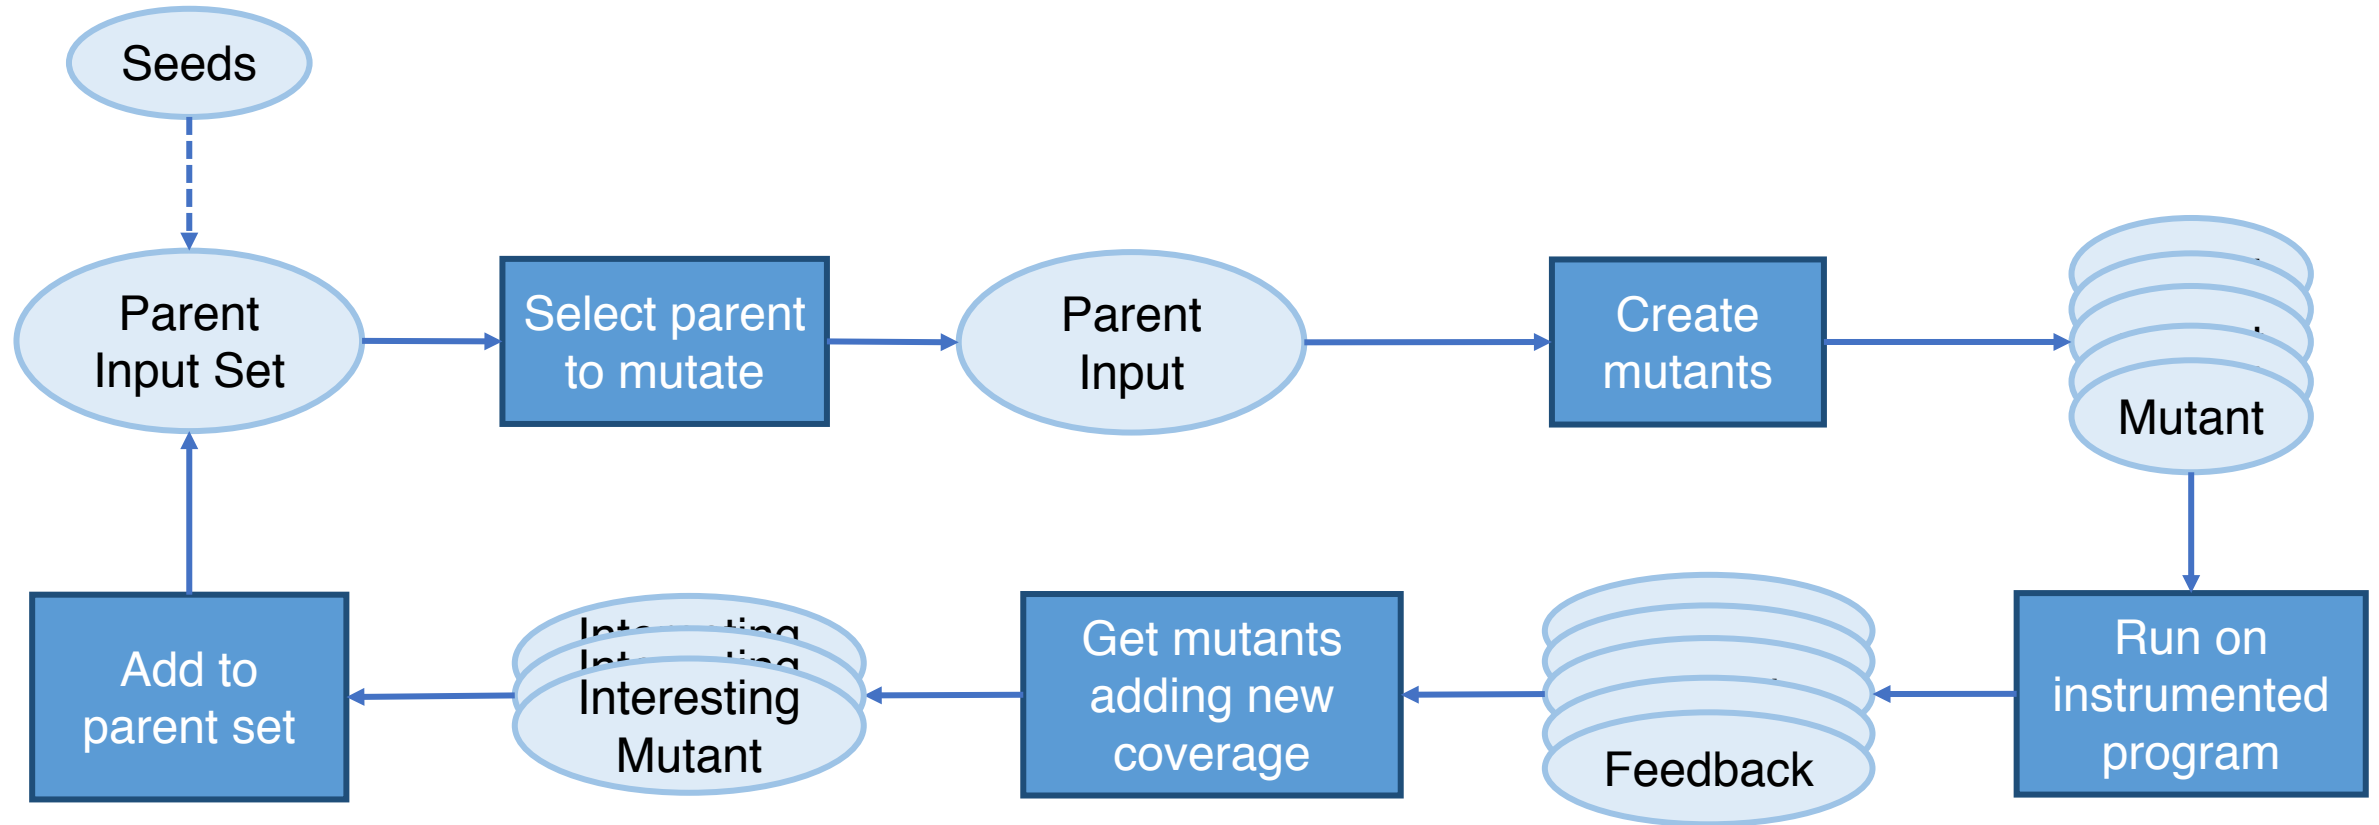 Seeds
Parent
Input Set
Select parent
to mutate
Parent
Input
Create
mutants
Mutant
Run on
instrumented
program
Feedback
Get mutants
adding new
coverage
Interesting
Mutant
Add to
parent set